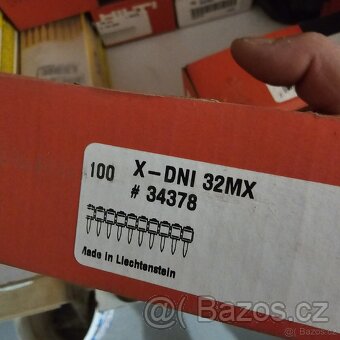 100 X-DNI 32MX
# 34378
Made in Liechtenstein
Bazos.cz